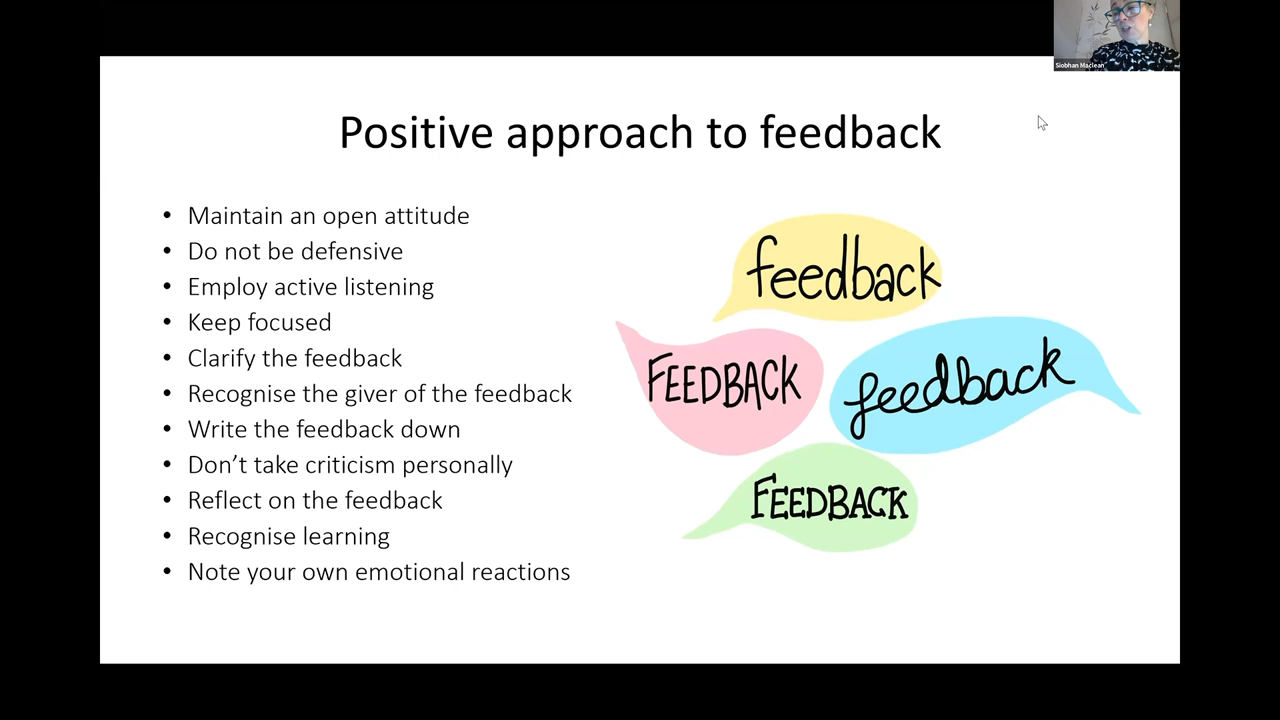 Siobhan Maclean
Positive approach to feedback
• Maintain an open attitude
• Do not be defensive
• Employ active listening
• Keep focused
• Clarify the feedback
• Recognise the giver of the feedback
• Write the feedback down
• Don’t take criticism personally
• Reflect on the feedback
• Recognise learning
• Note your own emotional reactions
feedback
FEEDBACK
feedback
FEEDBACK